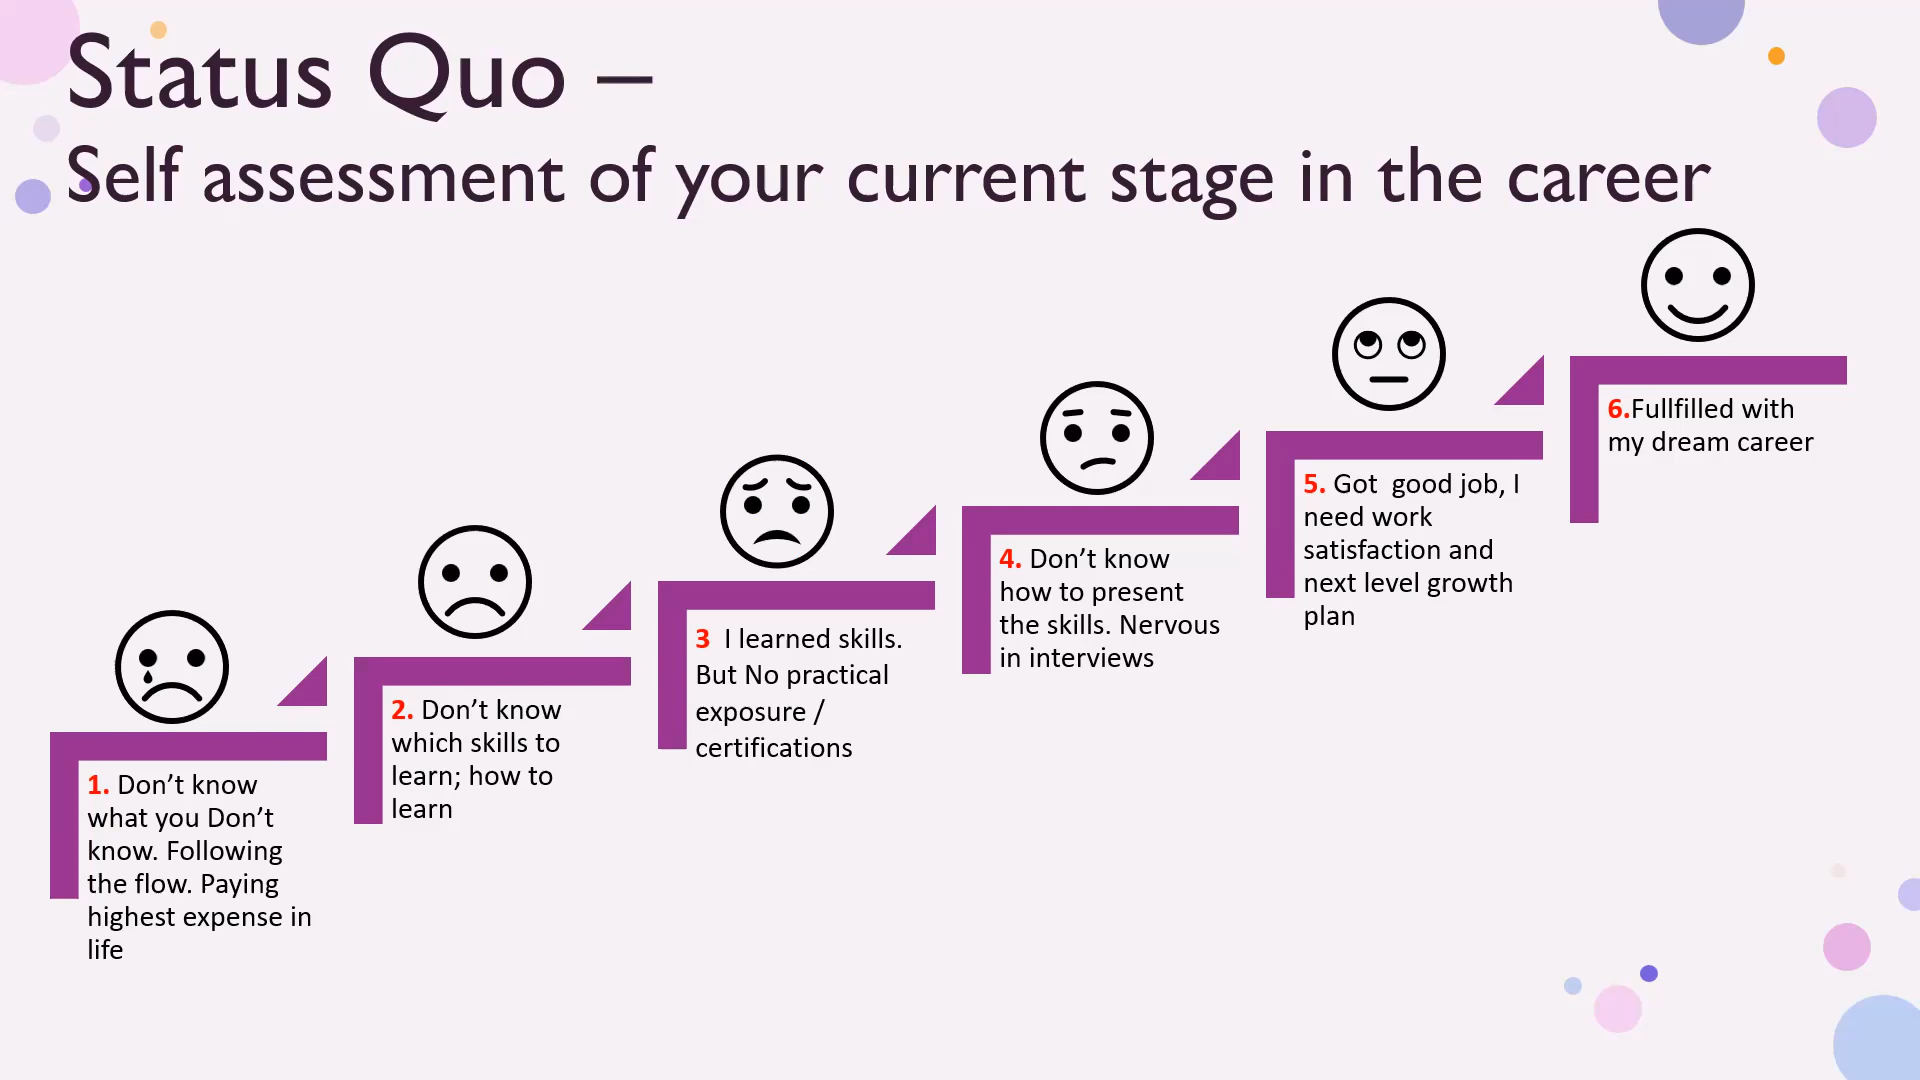 Status Quo –
Self assessment of your current stage in the career
1. Don’t know
what you Don’t
know. Following
the flow. Paying
highest expense in
life
2. Don’t know
which skills to
learn; how to
learn
3  I learned skills.
But No practical
exposure /
certifications
4. Don’t know
how to present
the skills. Nervous
in interviews
5. Got  good job, I
need work
satisfaction and
next level growth
plan
6.Fullfilled with
my dream career